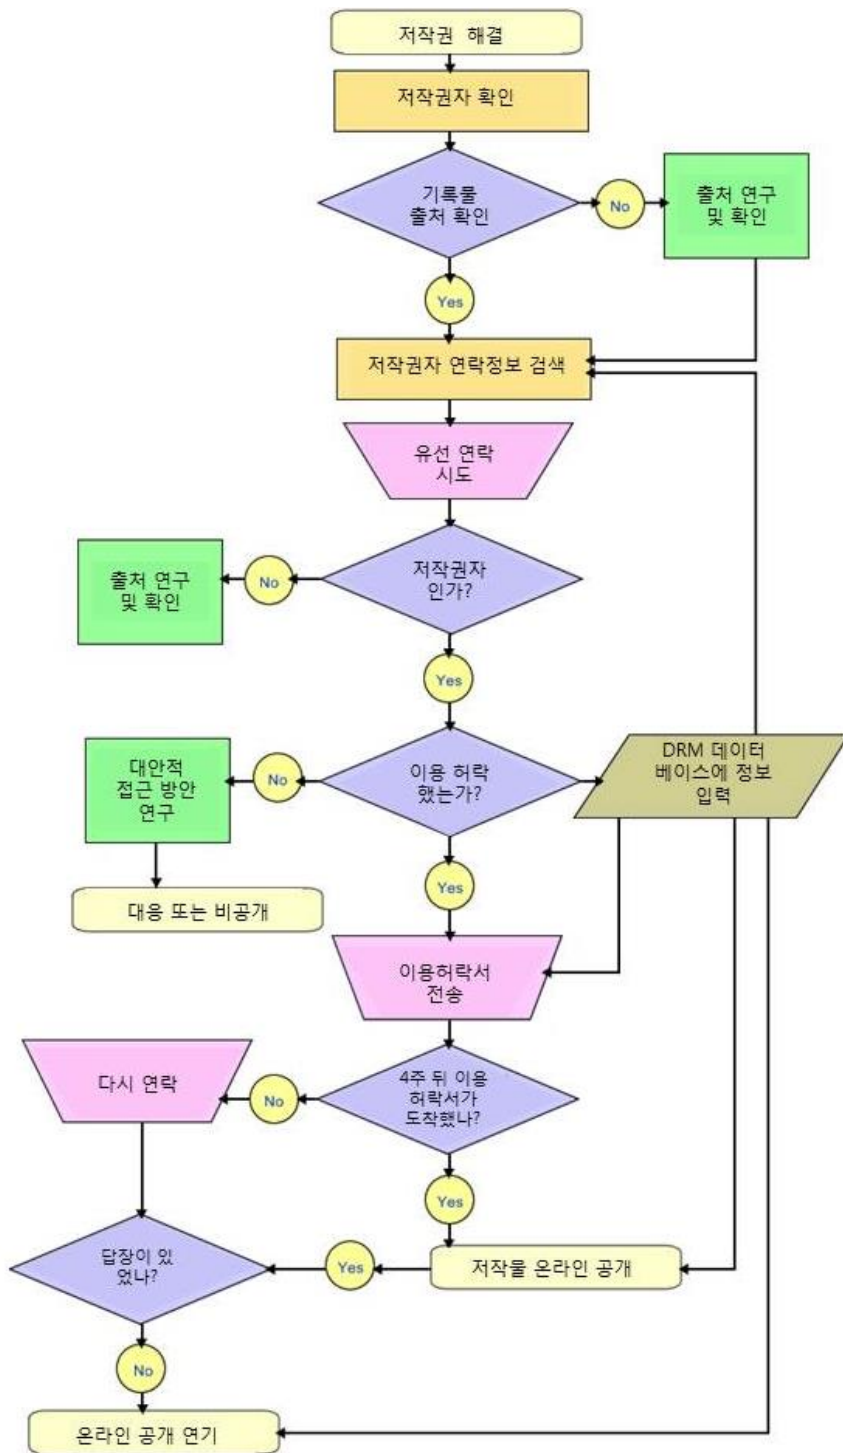 저작권 해결
저작권자 확인
기록물
출처 확인
No
출처 연구
및 확인
Yes
저작권자 연락정보 검색
유선 연락
시도
저작권자
인가?
No
출처 연구
및 확인
Yes
이용 허락
했는가?
No
대안적
접근 방안
연구
DRM 데이터
베이스에 정보
입력
대응 또는 비공개
Yes
이용허락서
전송
4주 뒤 이용
허락서가
도착했나?
No
다시 연락
Yes
저작물 온라인 공개
Yes
답장이 있
었나?
No
온라인 공개 연기